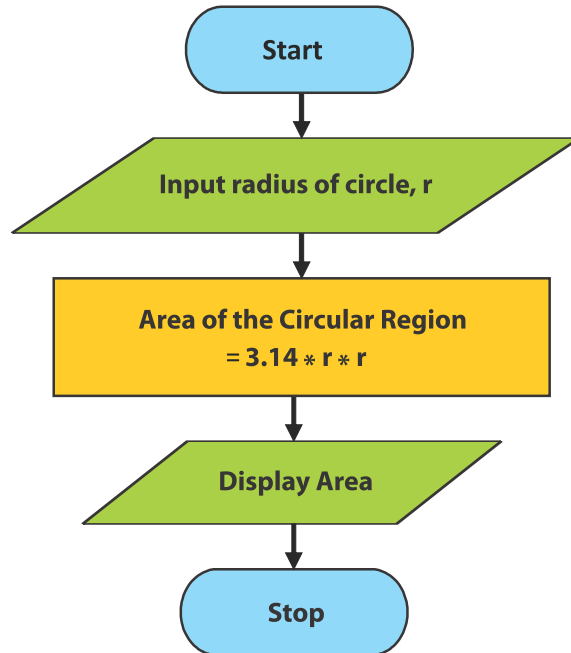 Start
Input radius of circle, r
Area of the Circular Region
= 3.14 * r * r
Display Area
Stop